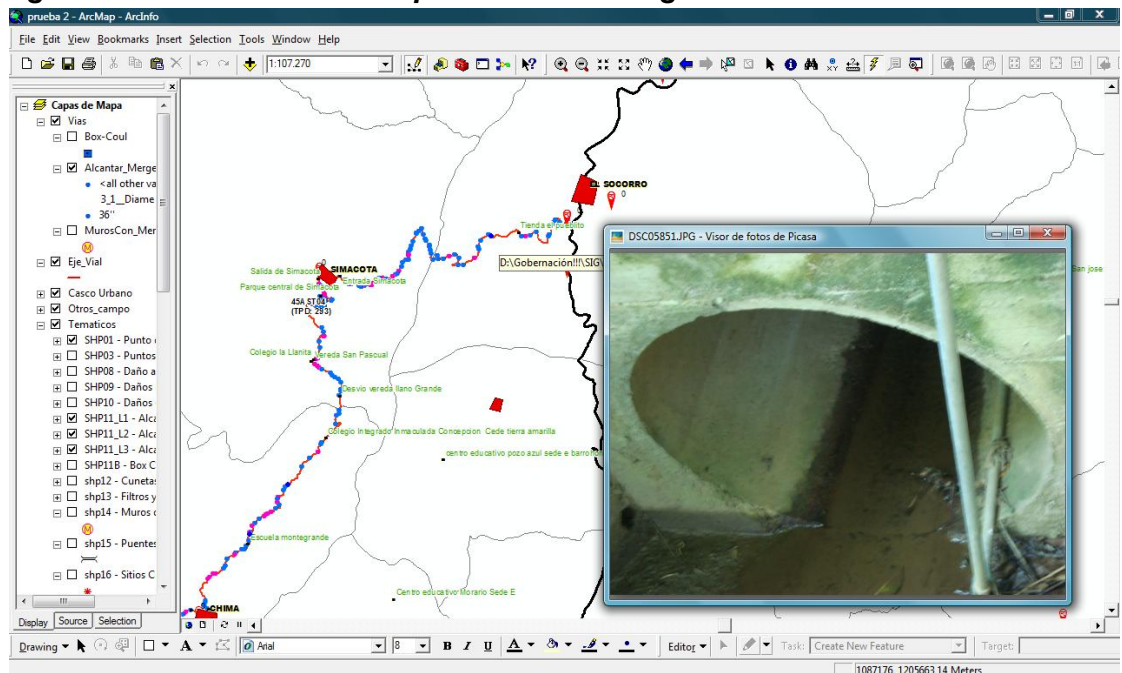 prueba 2 - ArcMap - ArcInfo
File Edit View Bookmarks Insert Selection Tools Window Help
1:107.270
Capas de Mapa
Vias
Box-Coul
Alcantar_Merge
<all other va
3_1__Diame
36"
MurosCon_Mer
M
Eje_Vial
Casco Urbano
Otros_campo
Tematicos
SHP01 - Punto
SHP03 - Puntos
SHP08 - Daño a
SHP09 - Daños
SHP10 - Daños
SHP11_L1 - Alca
SHP11_L2 - Alca
SHP11_L3 - Alca
SHP11B - Box C
shp12 - Cuneta
shp13 - Filtros y
shp14 - Muros
M
shp15 - Puentes
shp16 - Sitios C
Display Source Selection
EL SOCORRO
0
Tienda el pueblito
D:\Gobernación!!!\SIG\
SIMACOTA
Salida de Simacota
Entrada Simacota
Parque central de Simacota
45A ST04
(TPD: 293)
Colegio la Llanita
Vereda San Pascual
Desvio vereda llano Grande
Colegio Integrado Inmaculada Concepcion Cede tierra amarilla
centro educativo pozo azul sede e
Escuela montegrande
Centro educativo Morario Sede E
CHIMA
San jose
DSC05851.JPG - Visor de fotos de Picasa
Drawing A Arial 8 B I U A Editor Task: Create New Feature Target:
1087176 1205663.14 Meters